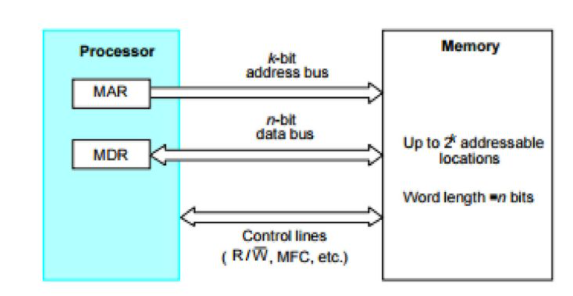 Processor
MAR
MDR
k-bit
address bus
n-bit
data bus
Control lines
( R/W̅, MFC, etc.)
Memory
Up to 2ᵏ addressable
locations
Word length =n bits